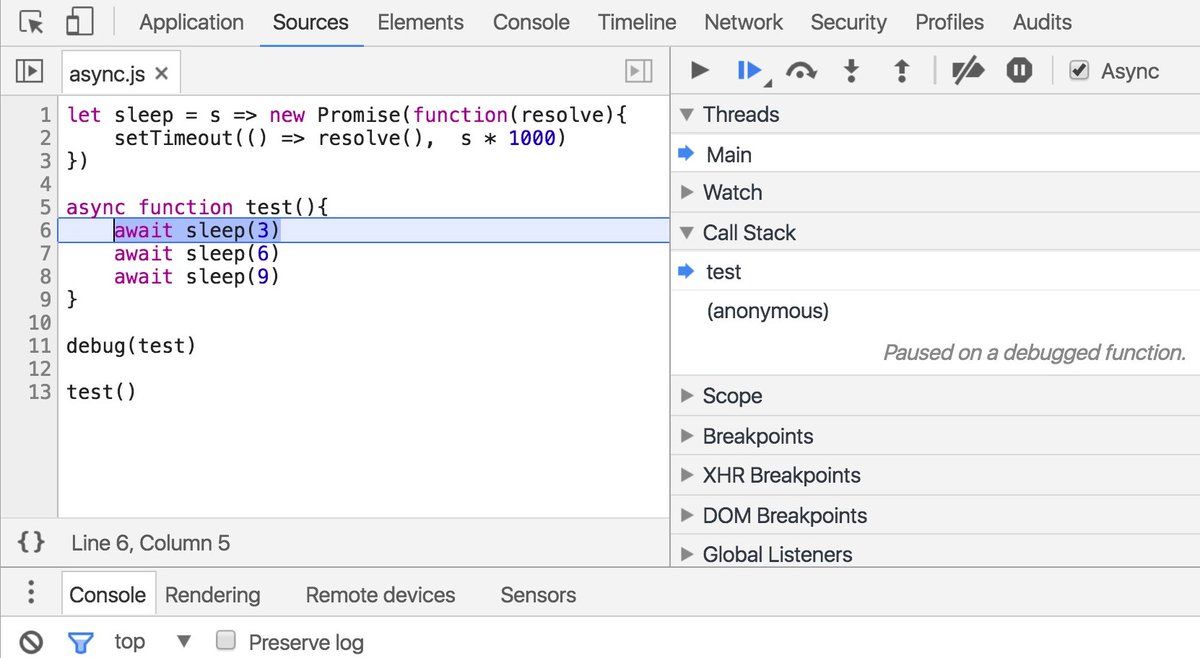 Application Sources Elements Console Timeline Network Security Profiles Audits
async.js ×
Async
1 let sleep = s => new Promise(function(resolve){
2     setTimeout(() => resolve(),  s * 1000)
3 })
4
5 async function test(){
6     await sleep(3)
7     await sleep(6)
8     await sleep(9)
9 }
10
11 debug(test)
12
13 test()
{} Line 6, Column 5
Threads
Main
Watch
Call Stack
test
(anonymous)
Paused on a debugged function.
Scope
Breakpoints
XHR Breakpoints
DOM Breakpoints
Global Listeners
Console Rendering Remote devices Sensors
top Preserve log